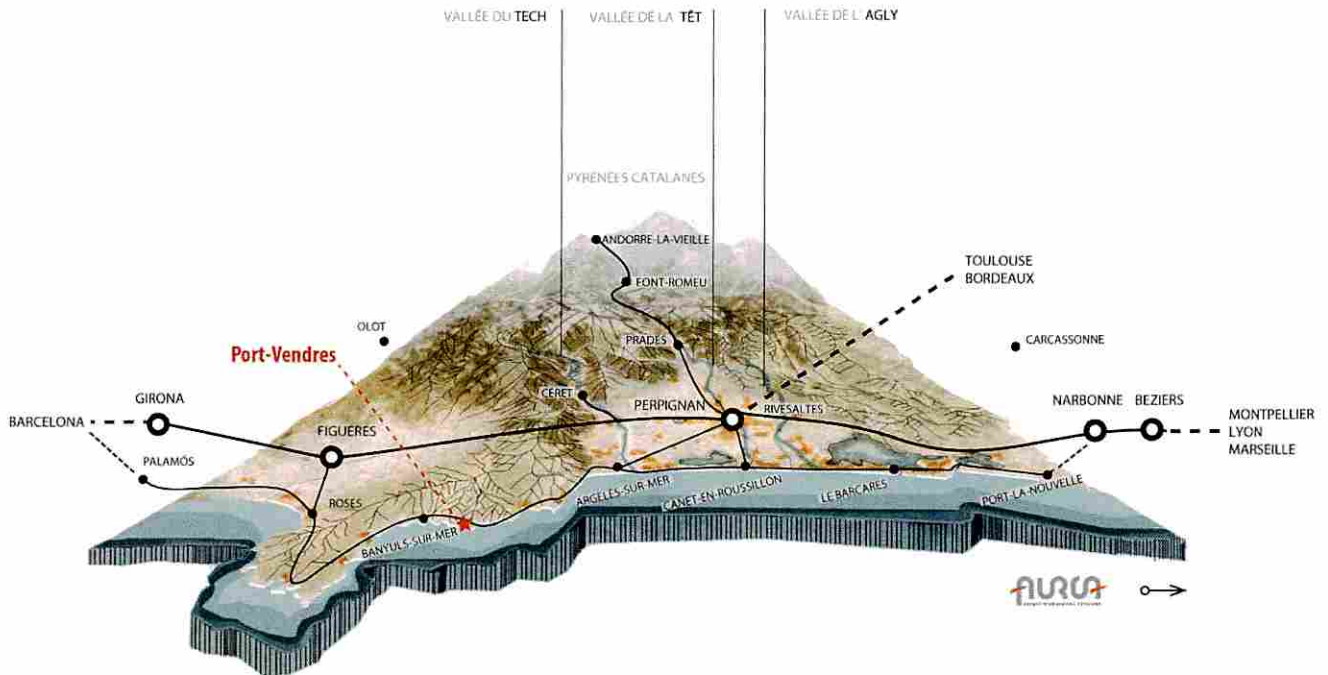 VALLÉE DU TECH
VALLÉE DE LA TÊT
VALLÉE DE L' AGLY
PYRÉNÉES CATALANES
ANDORRE-LA-VIEILLE
TOULOUSE
BORDEAUX
FONT-ROMEU
OLOT
PRADES
CARCASSONNE
Port-Vendres
CÉRET
GIRONA
PERPIGNAN
RIVESALTES
NARBONNE
BEZIERS
BARCELONA
FIGUERES
MONTPELLIER
LYON
MARSEILLE
PALAMÓS
ROSES
ARGELÈS-SUR-MER
CANET-EN-ROUSSILLON
LE BARCARES
PORT-LA-NOUVELLE
BANYULS-SUR-MER
AURCA